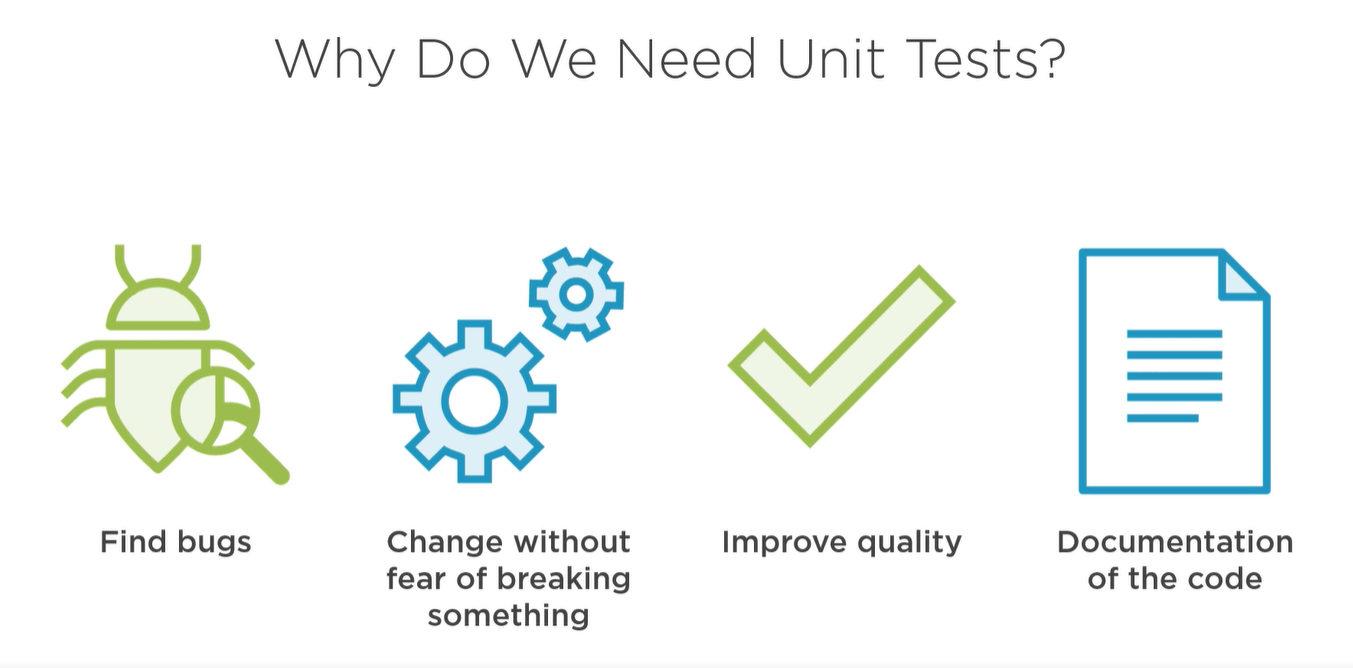 Why Do We Need Unit Tests?
Find bugs
Change without
fear of breaking
something
Improve quality
Documentation
of the code